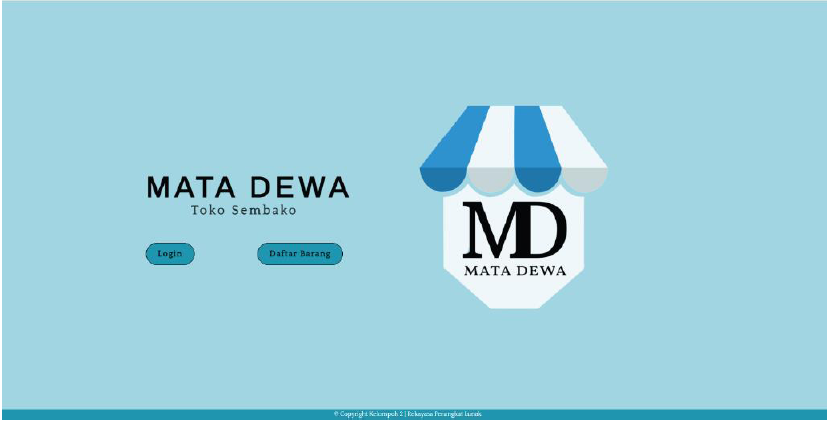 MATA DEWA
Toko Sembako
Login
Daftar Barang
MD
MATA DEWA
© Copyright Kelompok 2 | Rekayasa Perangkat Lunak